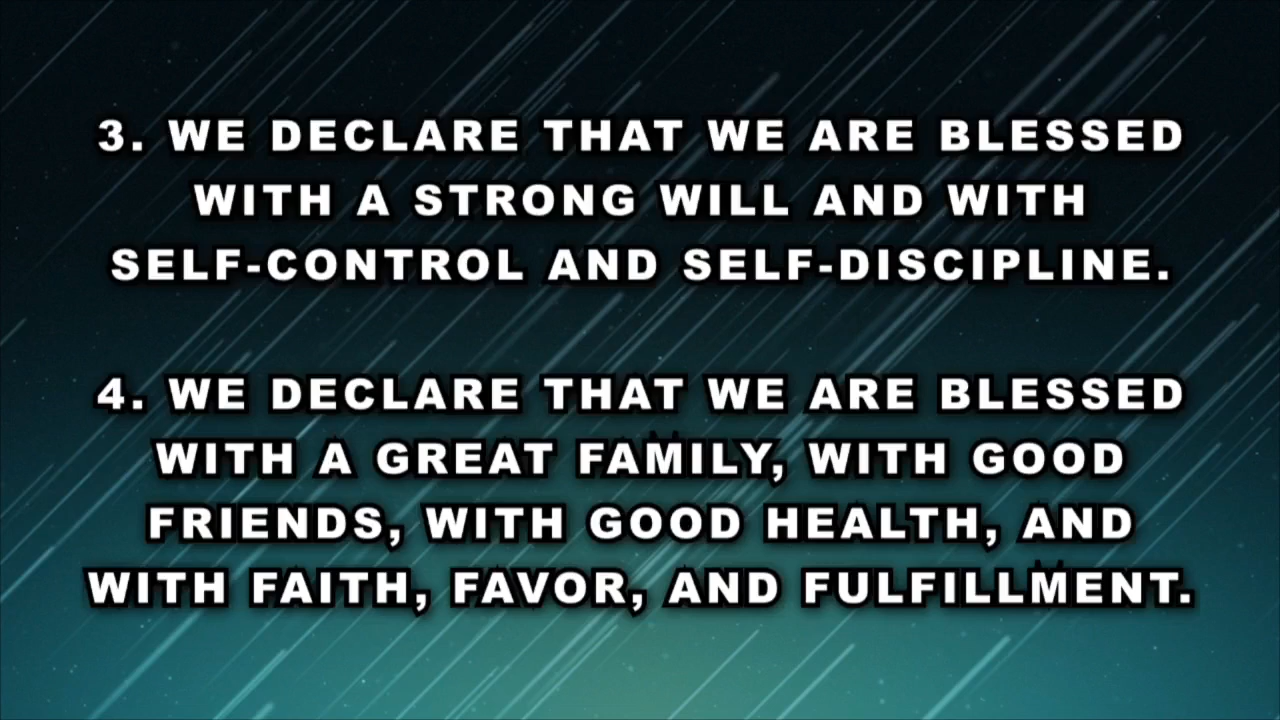 3. WE DECLARE THAT WE ARE BLESSED
WITH A STRONG WILL AND WITH
SELF-CONTROL AND SELF-DISCIPLINE.
4. WE DECLARE THAT WE ARE BLESSED
WITH A GREAT FAMILY, WITH GOOD
FRIENDS, WITH GOOD HEALTH, AND
WITH FAITH, FAVOR, AND FULFILLMENT.